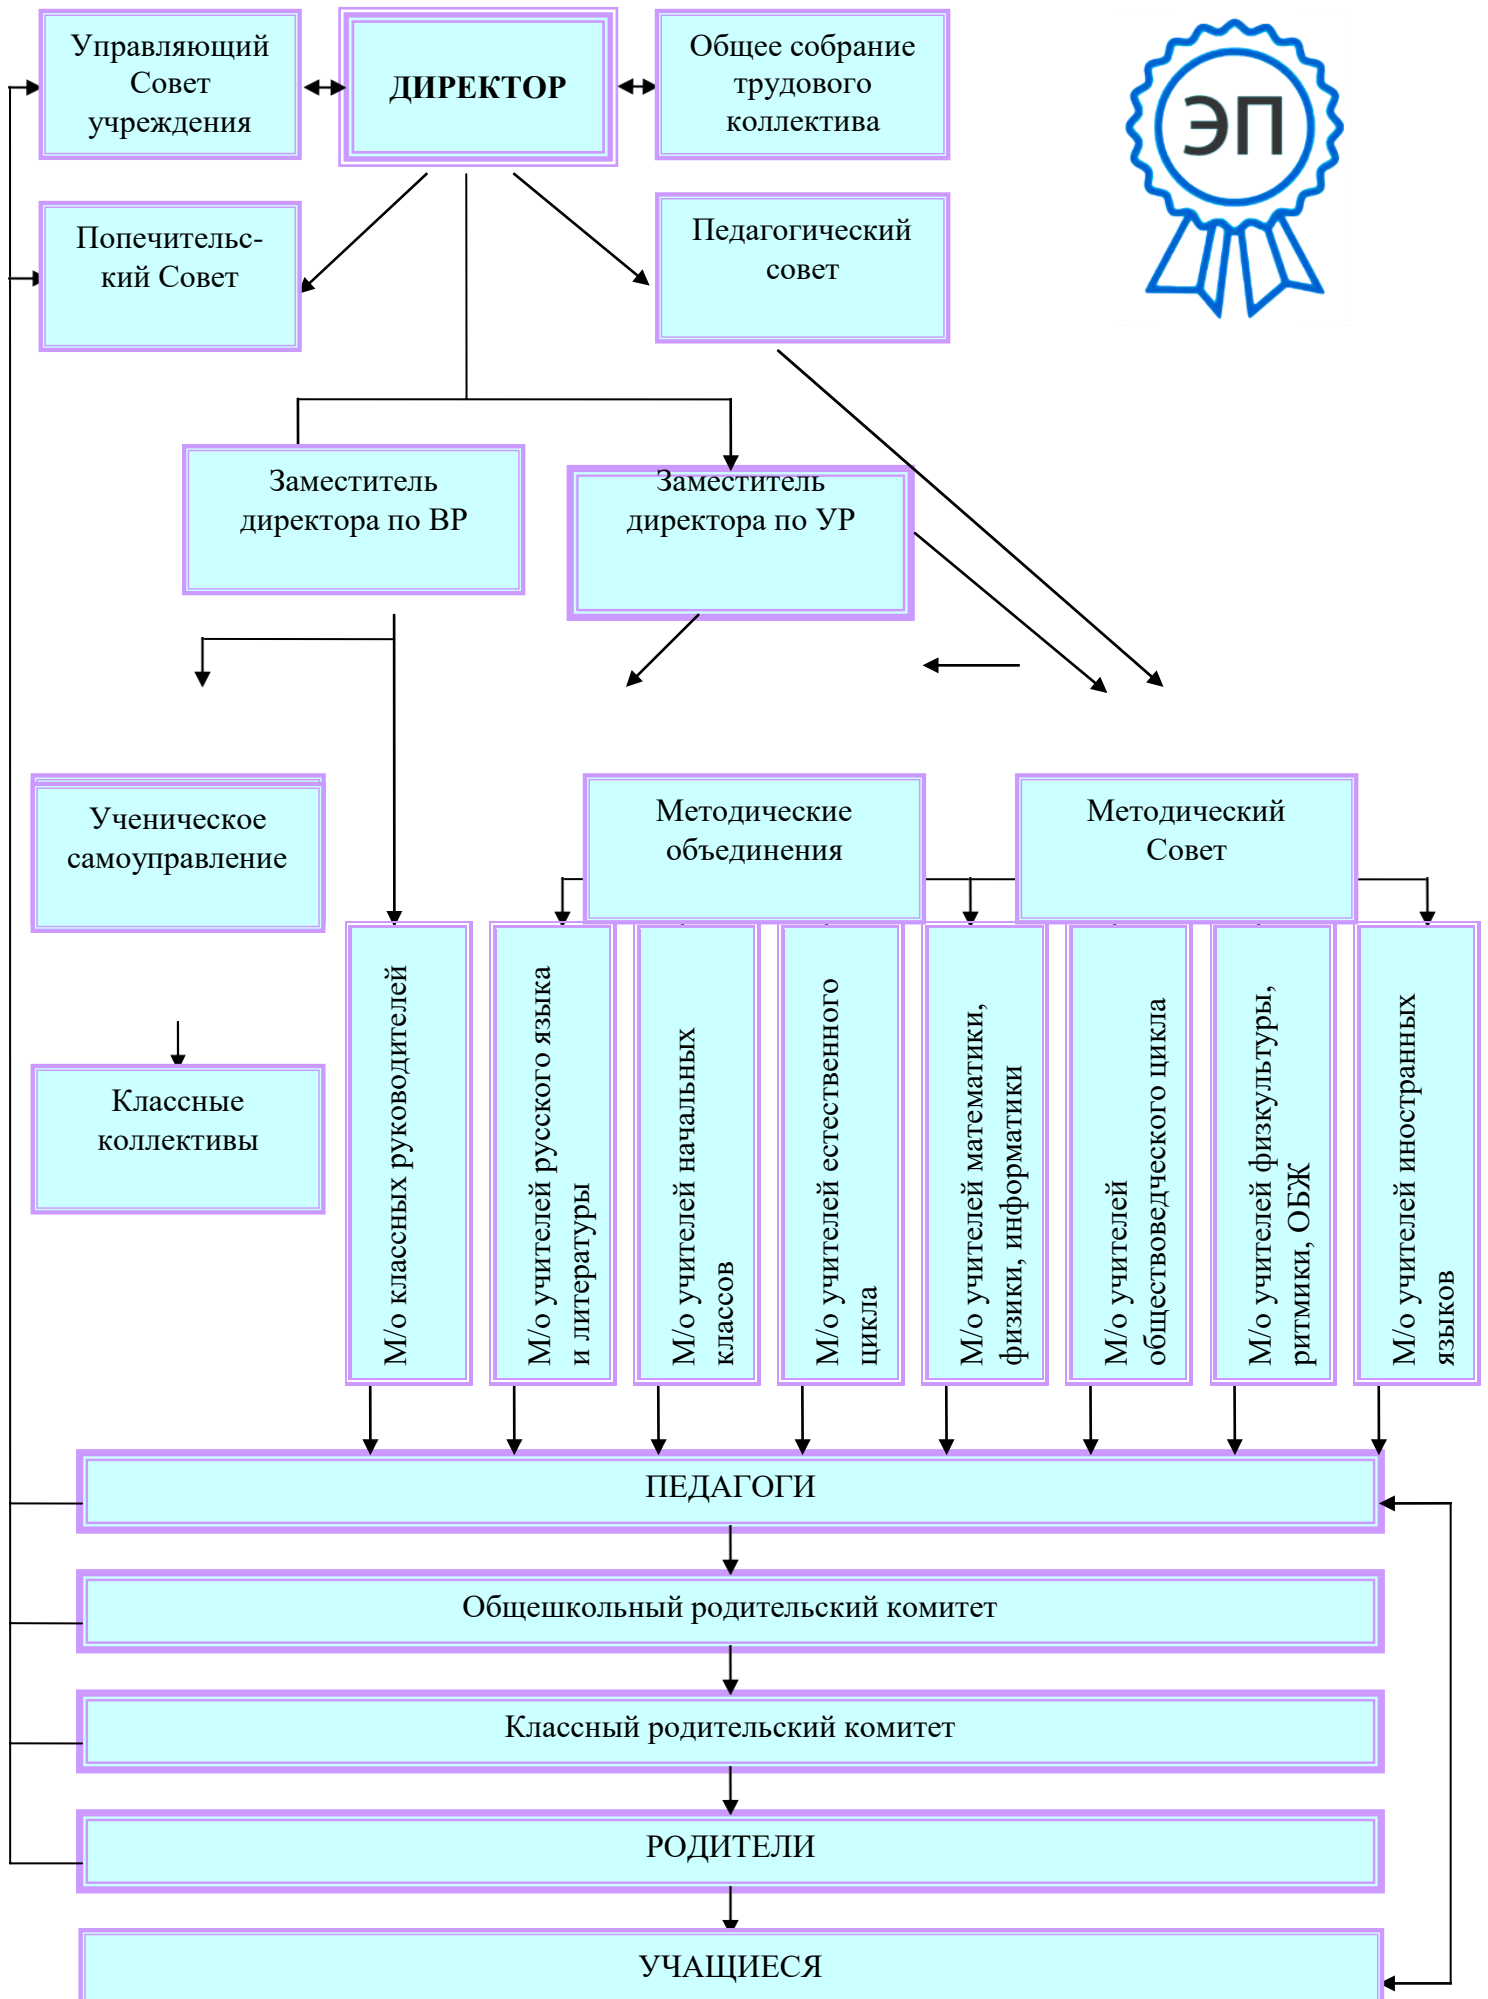 Управляющий
Совет
учреждения
ДИРЕКТОР
Общее собрание
трудового
коллектива
ЭП
Попечительс-
кий Совет
Педагогический
совет
Заместитель
директора по ВР
Заместитель
директора по УР
Ученическое
самоуправление
Методические
объединения
Методический
Совет
Классные
коллективы
М/о классных руководителей
М/о учителей русского языка
и литературы
М/о учителей начальных
классов
М/о учителей естественного
цикла
М/о учителей математики,
физики, информатики
М/о учителей
обществоведческого цикла
М/о учителей физкультуры,
ритмики, ОБЖ
М/о учителей иностранных
языков
ПЕДАГОГИ
Общешкольный родительский комитет
Классный родительский комитет
РОДИТЕЛИ
УЧАЩИЕСЯ